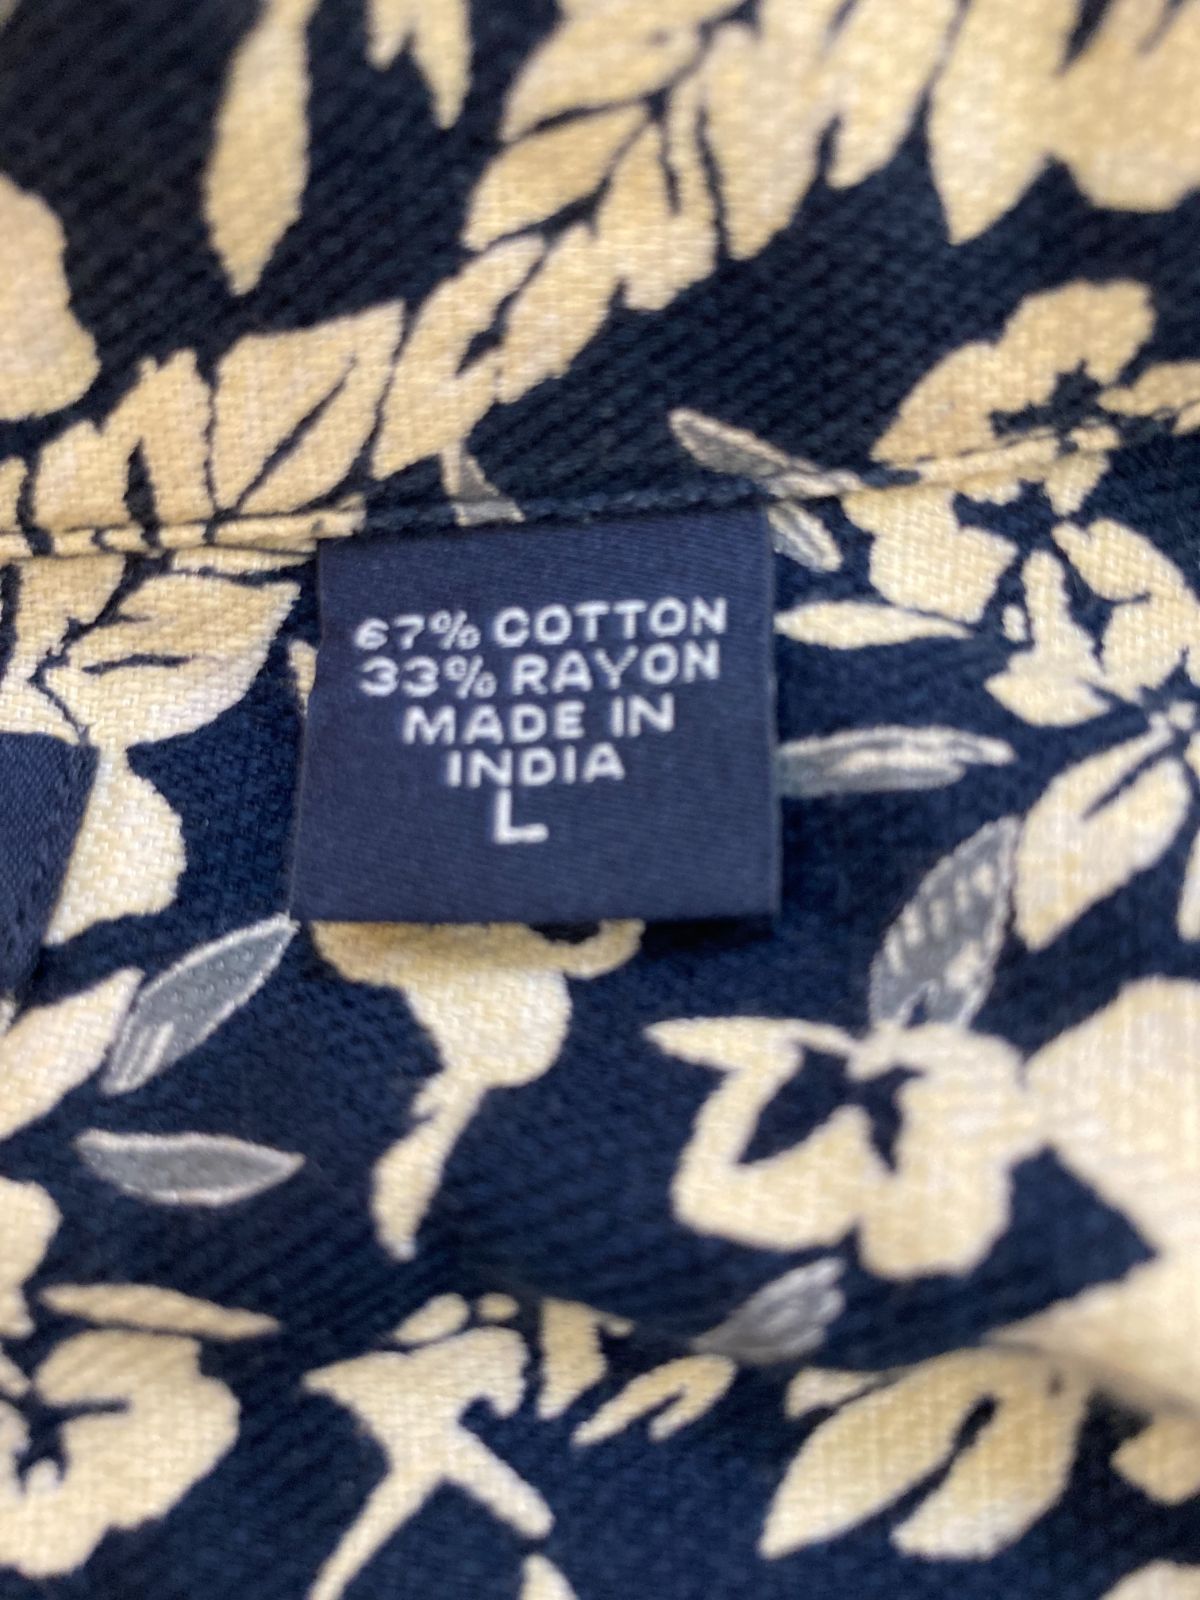 67% COTTON
33% RAYON
MADE IN
INDIA
L